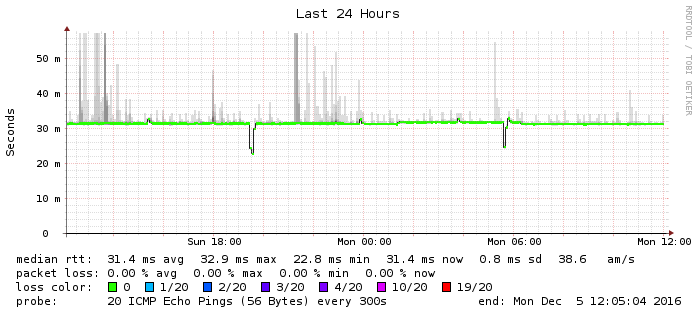 Last 24 Hours
RRDTOOL / TOBI OETIKER
Seconds
50 m
40 m
30 m
20 m
10 m
0
Sun 18:00 Mon 00:00 Mon 06:00 Mon 12:00
median rtt: 31.4 ms avg 32.9 ms max 22.8 ms min 31.4 ms now 0.8 ms sd 38.6 am/s
packet loss: 0.00 % avg 0.00 % max 0.00 % min 0.00 % now
loss color: 0 1/20 2/20 3/20 4/20 10/20 19/20
probe: 20 ICMP Echo Pings (56 Bytes) every 300s end: Mon Dec 5 12:05:04 2016